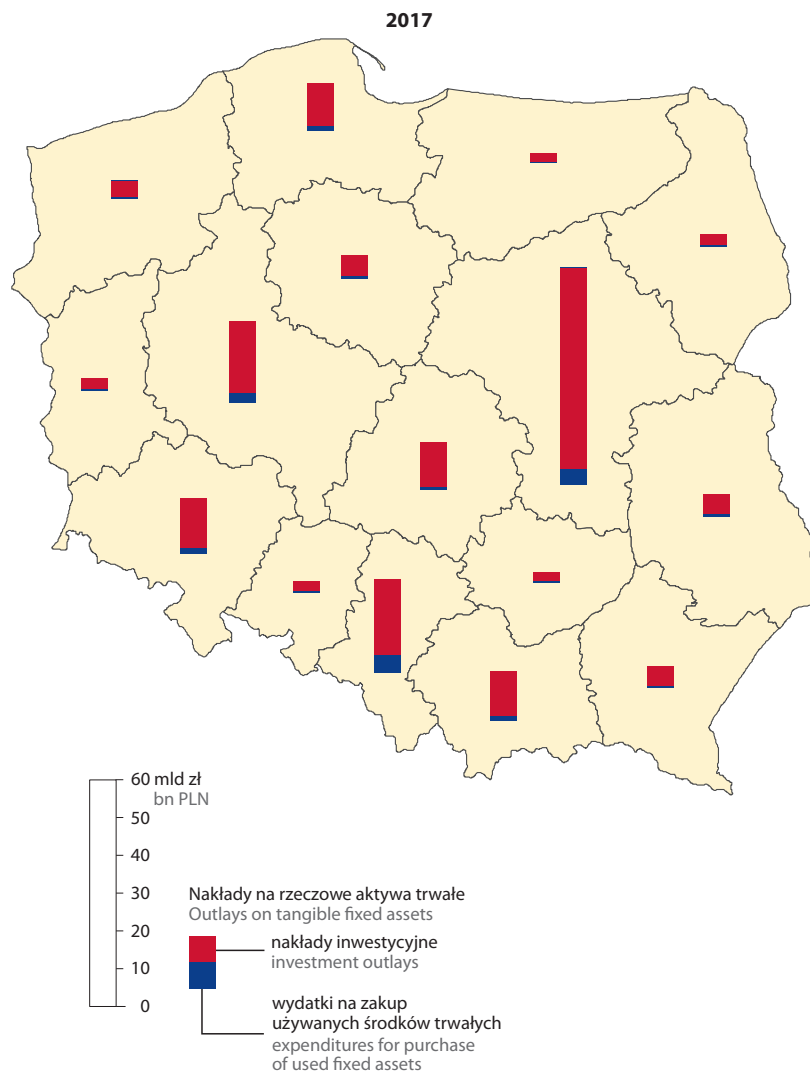 2017
60 mld zł
bn PLN
50
40
30
20
10
0
Nakłady na rzeczowe aktywa trwałe
Outlays on tangible fixed assets
nakłady inwestycyjne
investment outlays
wydatki na zakup
używanych środków trwałych
expenditures for purchase
of used fixed assets